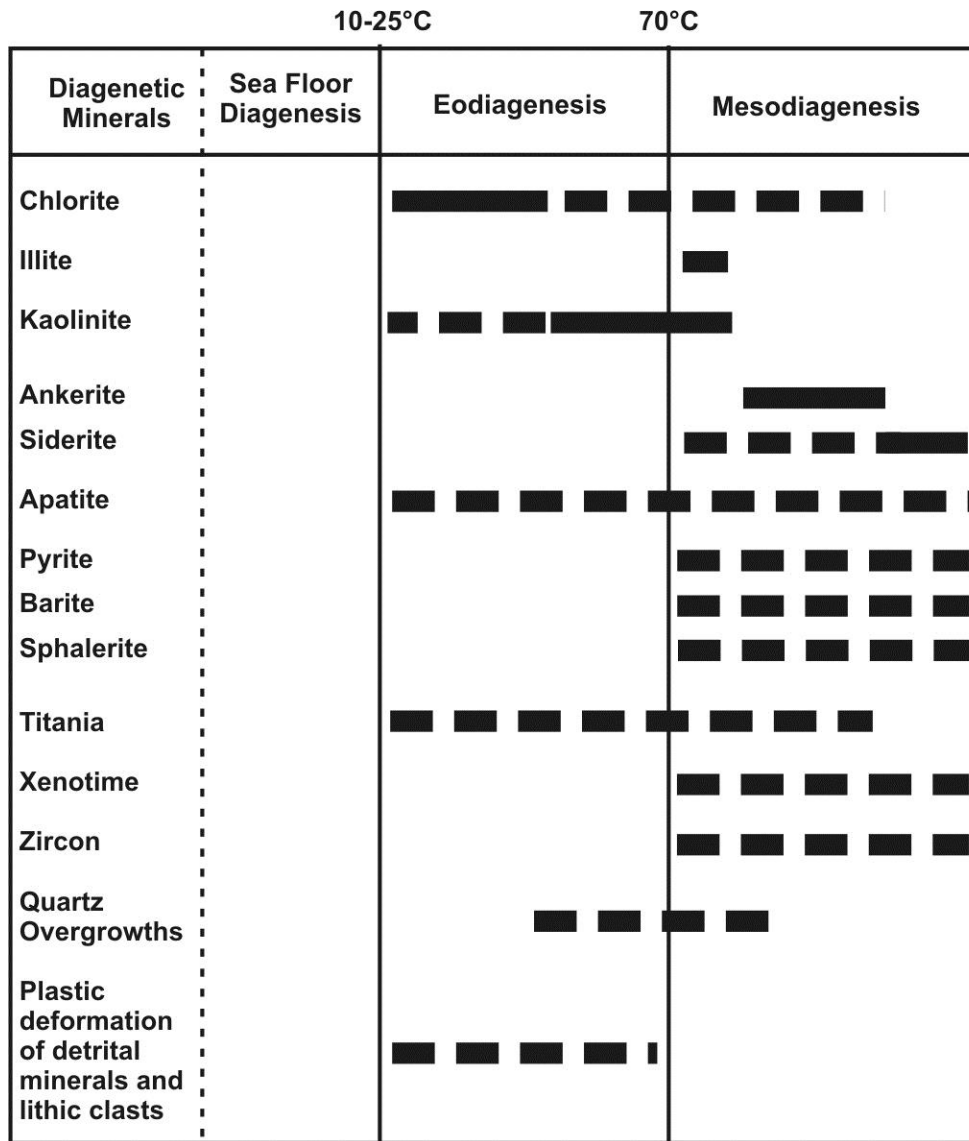 10-25°C
70°C
Diagenetic
Minerals
Sea Floor
Diagenesis
Eodiagenesis
Mesodiagenesis
Chlorite
Illite
Kaolinite
Ankerite
Siderite
Apatite
Pyrite
Barite
Sphalerite
Titania
Xenotime
Zircon
Quartz
Overgrowths
Plastic
deformation
of detrital
minerals and
lithic clasts